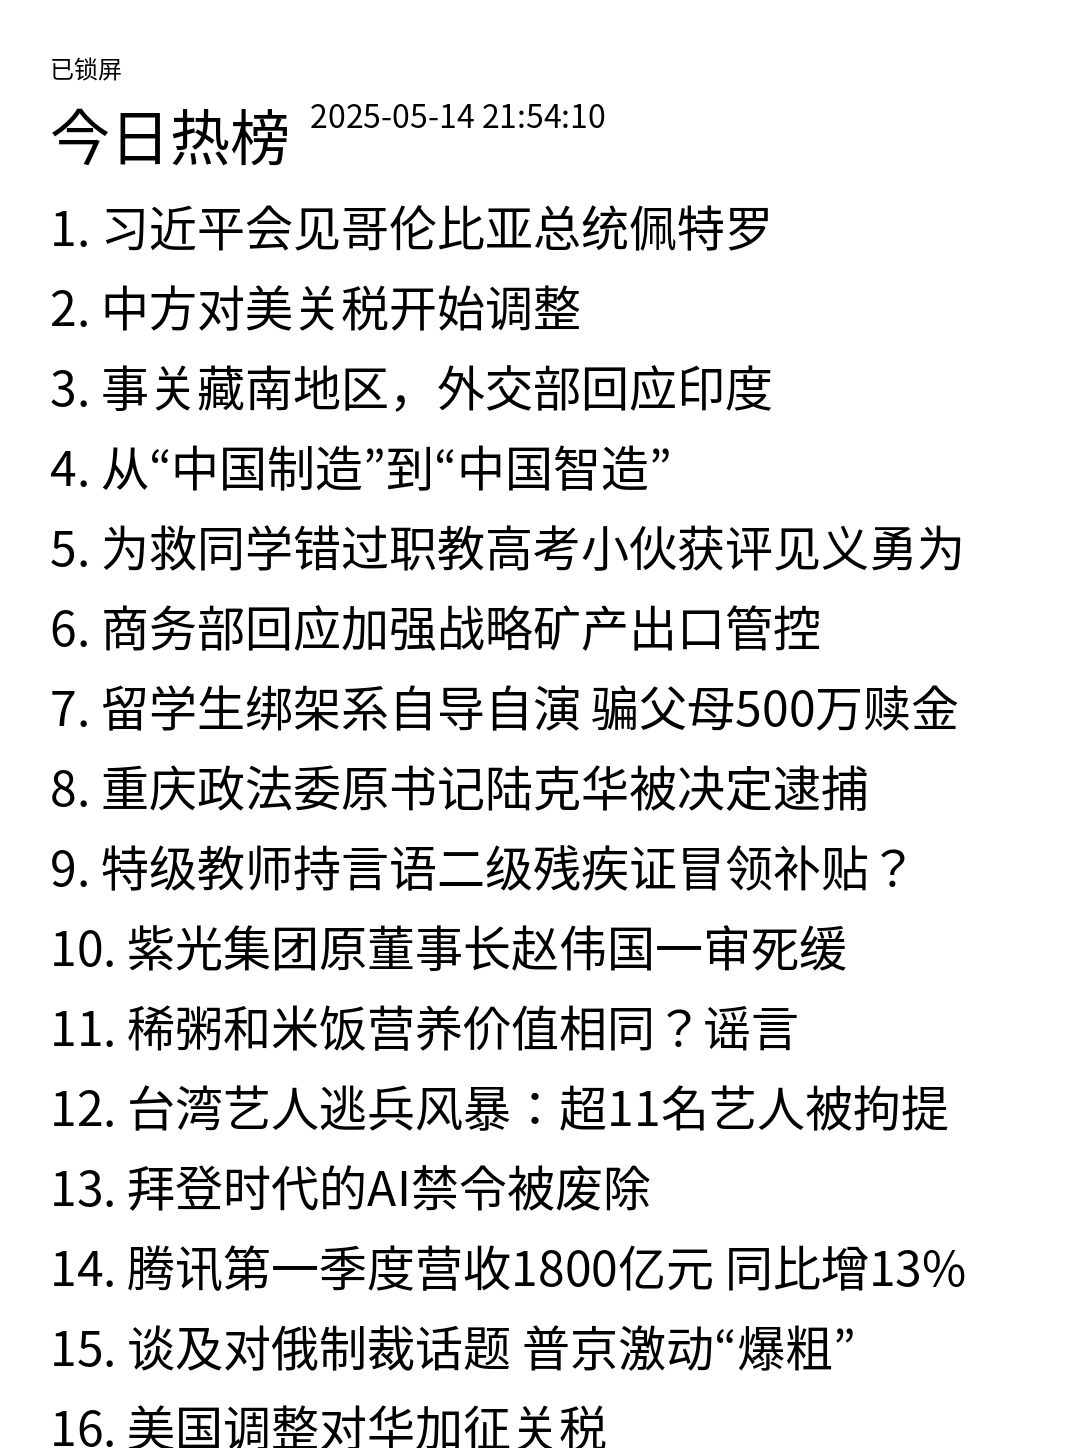 已锁屏
今日热榜 2025-05-14 21:54:10
1. 习近平会见哥伦比亚总统佩特罗
2. 中方对美关税开始调整
3. 事关藏南地区，外交部回应印度
4. 从“中国制造”到“中国智造”
5. 为救同学错过职教高考小伙获评见义勇为
6. 商务部回应加强战略矿产出口管控
7. 留学生绑架系自导自演 骗父母500万赎金
8. 重庆政法委原书记陆克华被决定逮捕
9. 特级教师持言语二级残疾证冒领补贴？
10. 紫光集团原董事长赵伟国一审死缓
11. 稀粥和米饭营养价值相同？谣言
12. 台湾艺人逃兵风暴：超11名艺人被拘提
13. 拜登时代的AI禁令被废除
14. 腾讯第一季度营收1800亿元 同比增13%
15. 谈及对俄制裁话题 普京激动“爆粗”
16. 美国调整对华加征关税